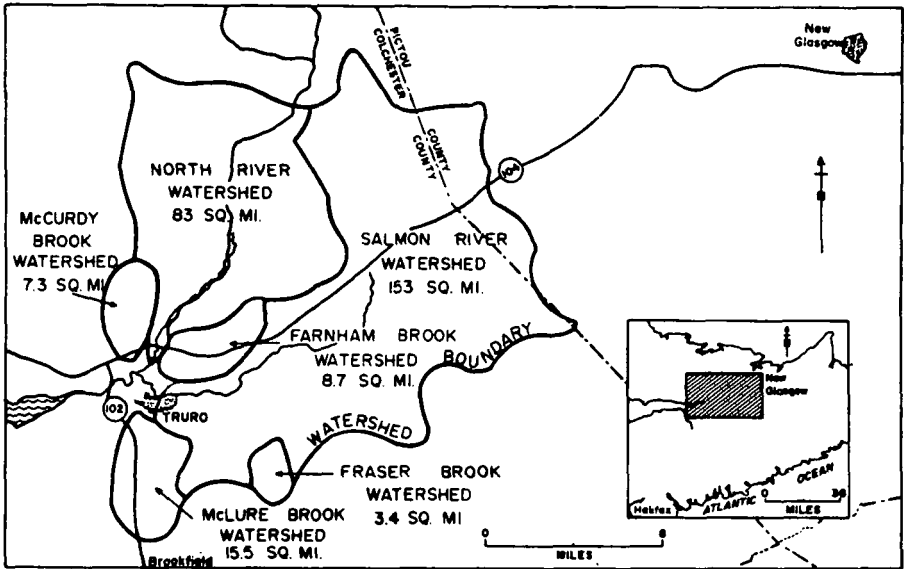 New
Glasgow
PICTOU
COLCHESTER
COUNTY
COUNTY
104
NORTH RIVER
WATERSHED
83 SQ. MI.
McCURDY
BROOK
WATERSHED
7.3 SQ. MI.
SALMON RIVER
WATERSHED
153 SQ. MI.
FARNHAM BROOK
WATERSHED
8.7 SQ. MI.
WATERSHED BOUNDARY
102
TRURO
FRASER BROOK
WATERSHED
3.4 SQ. MI
McLURE BROOK
WATERSHED
15.5 SQ. MI.
Brookfield
0 6
MILES
New
Glasgow
ATLANTIC OCEAN
Halifax
0 36
MILES